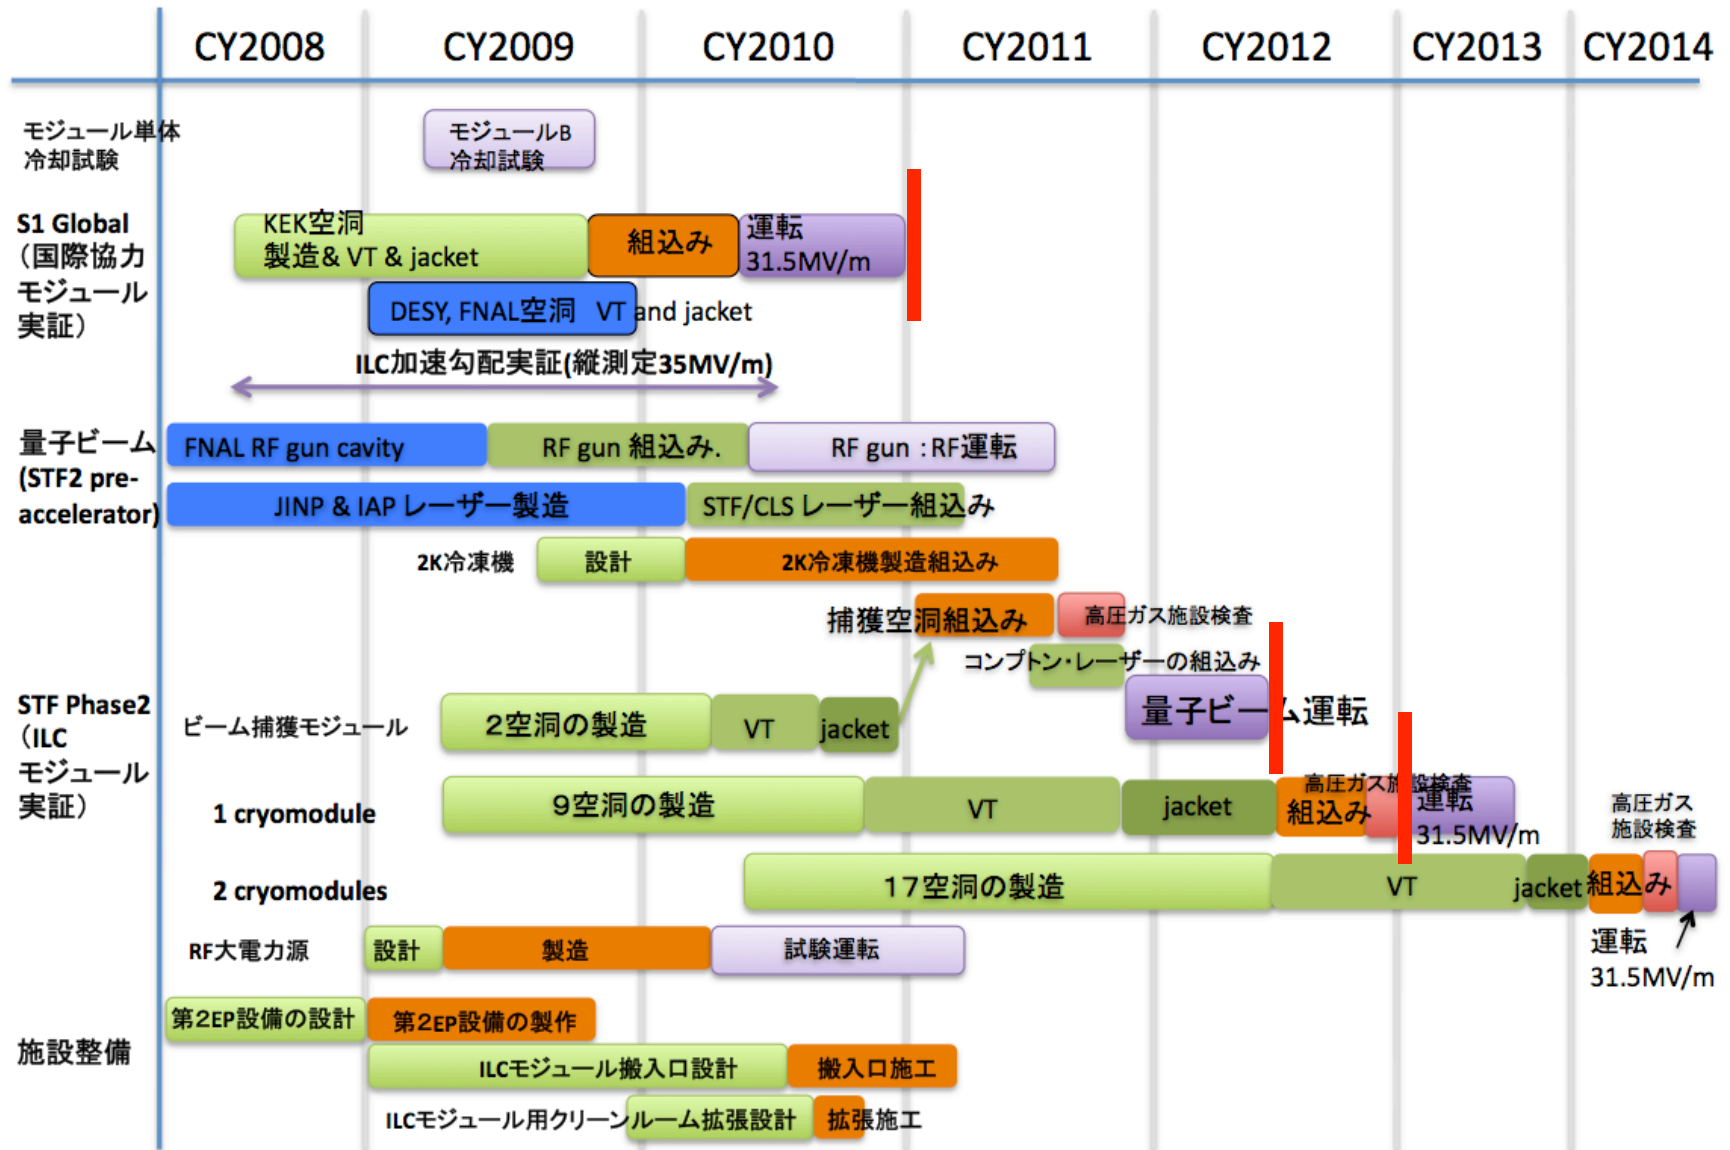 CY2008 CY2009 CY2010 CY2011 CY2012 CY2013 CY2014
モジュール単体
冷却試験
モジュールB
冷却試験
S1 Global
（国際協力
モジュール
実証）
KEK空洞
製造& VT & jacket
組込み
運転
31.5MV/m
DESY, FNAL空洞 VT and jacket
ILC加速勾配実証(縦測定35MV/m)
量子ビーム
(STF2 pre-
accelerator)
FNAL RF gun cavity
RF gun 組込み.
RF gun：RF運転
JINP & IAP レーザー製造
STF/CLS レーザー組込み
2K冷凍機
設計
2K冷凍機製造組込み
捕獲空洞組込み
高圧ガス施設検査
コンプトン・レーザーの組込み
量子ビーム運転
STF Phase2
（ILC
モジュール
実証）
ビーム捕獲モジュール
２空洞の製造
VT
jacket
1 cryomodule
９空洞の製造
VT
jacket
組込み
高圧ガス施設検査
運転
31.5MV/m
2 cryomodules
１７空洞の製造
VT
jacket
組込み
高圧ガス
施設検査
運転
31.5MV/m
RF大電力源
設計
製造
試験運転
施設整備
第２EP設備の設計
第２EP設備の製作
ILCモジュール搬入口設計
搬入口施工
ILCモジュール用クリーンルーム拡張設計
拡張施工